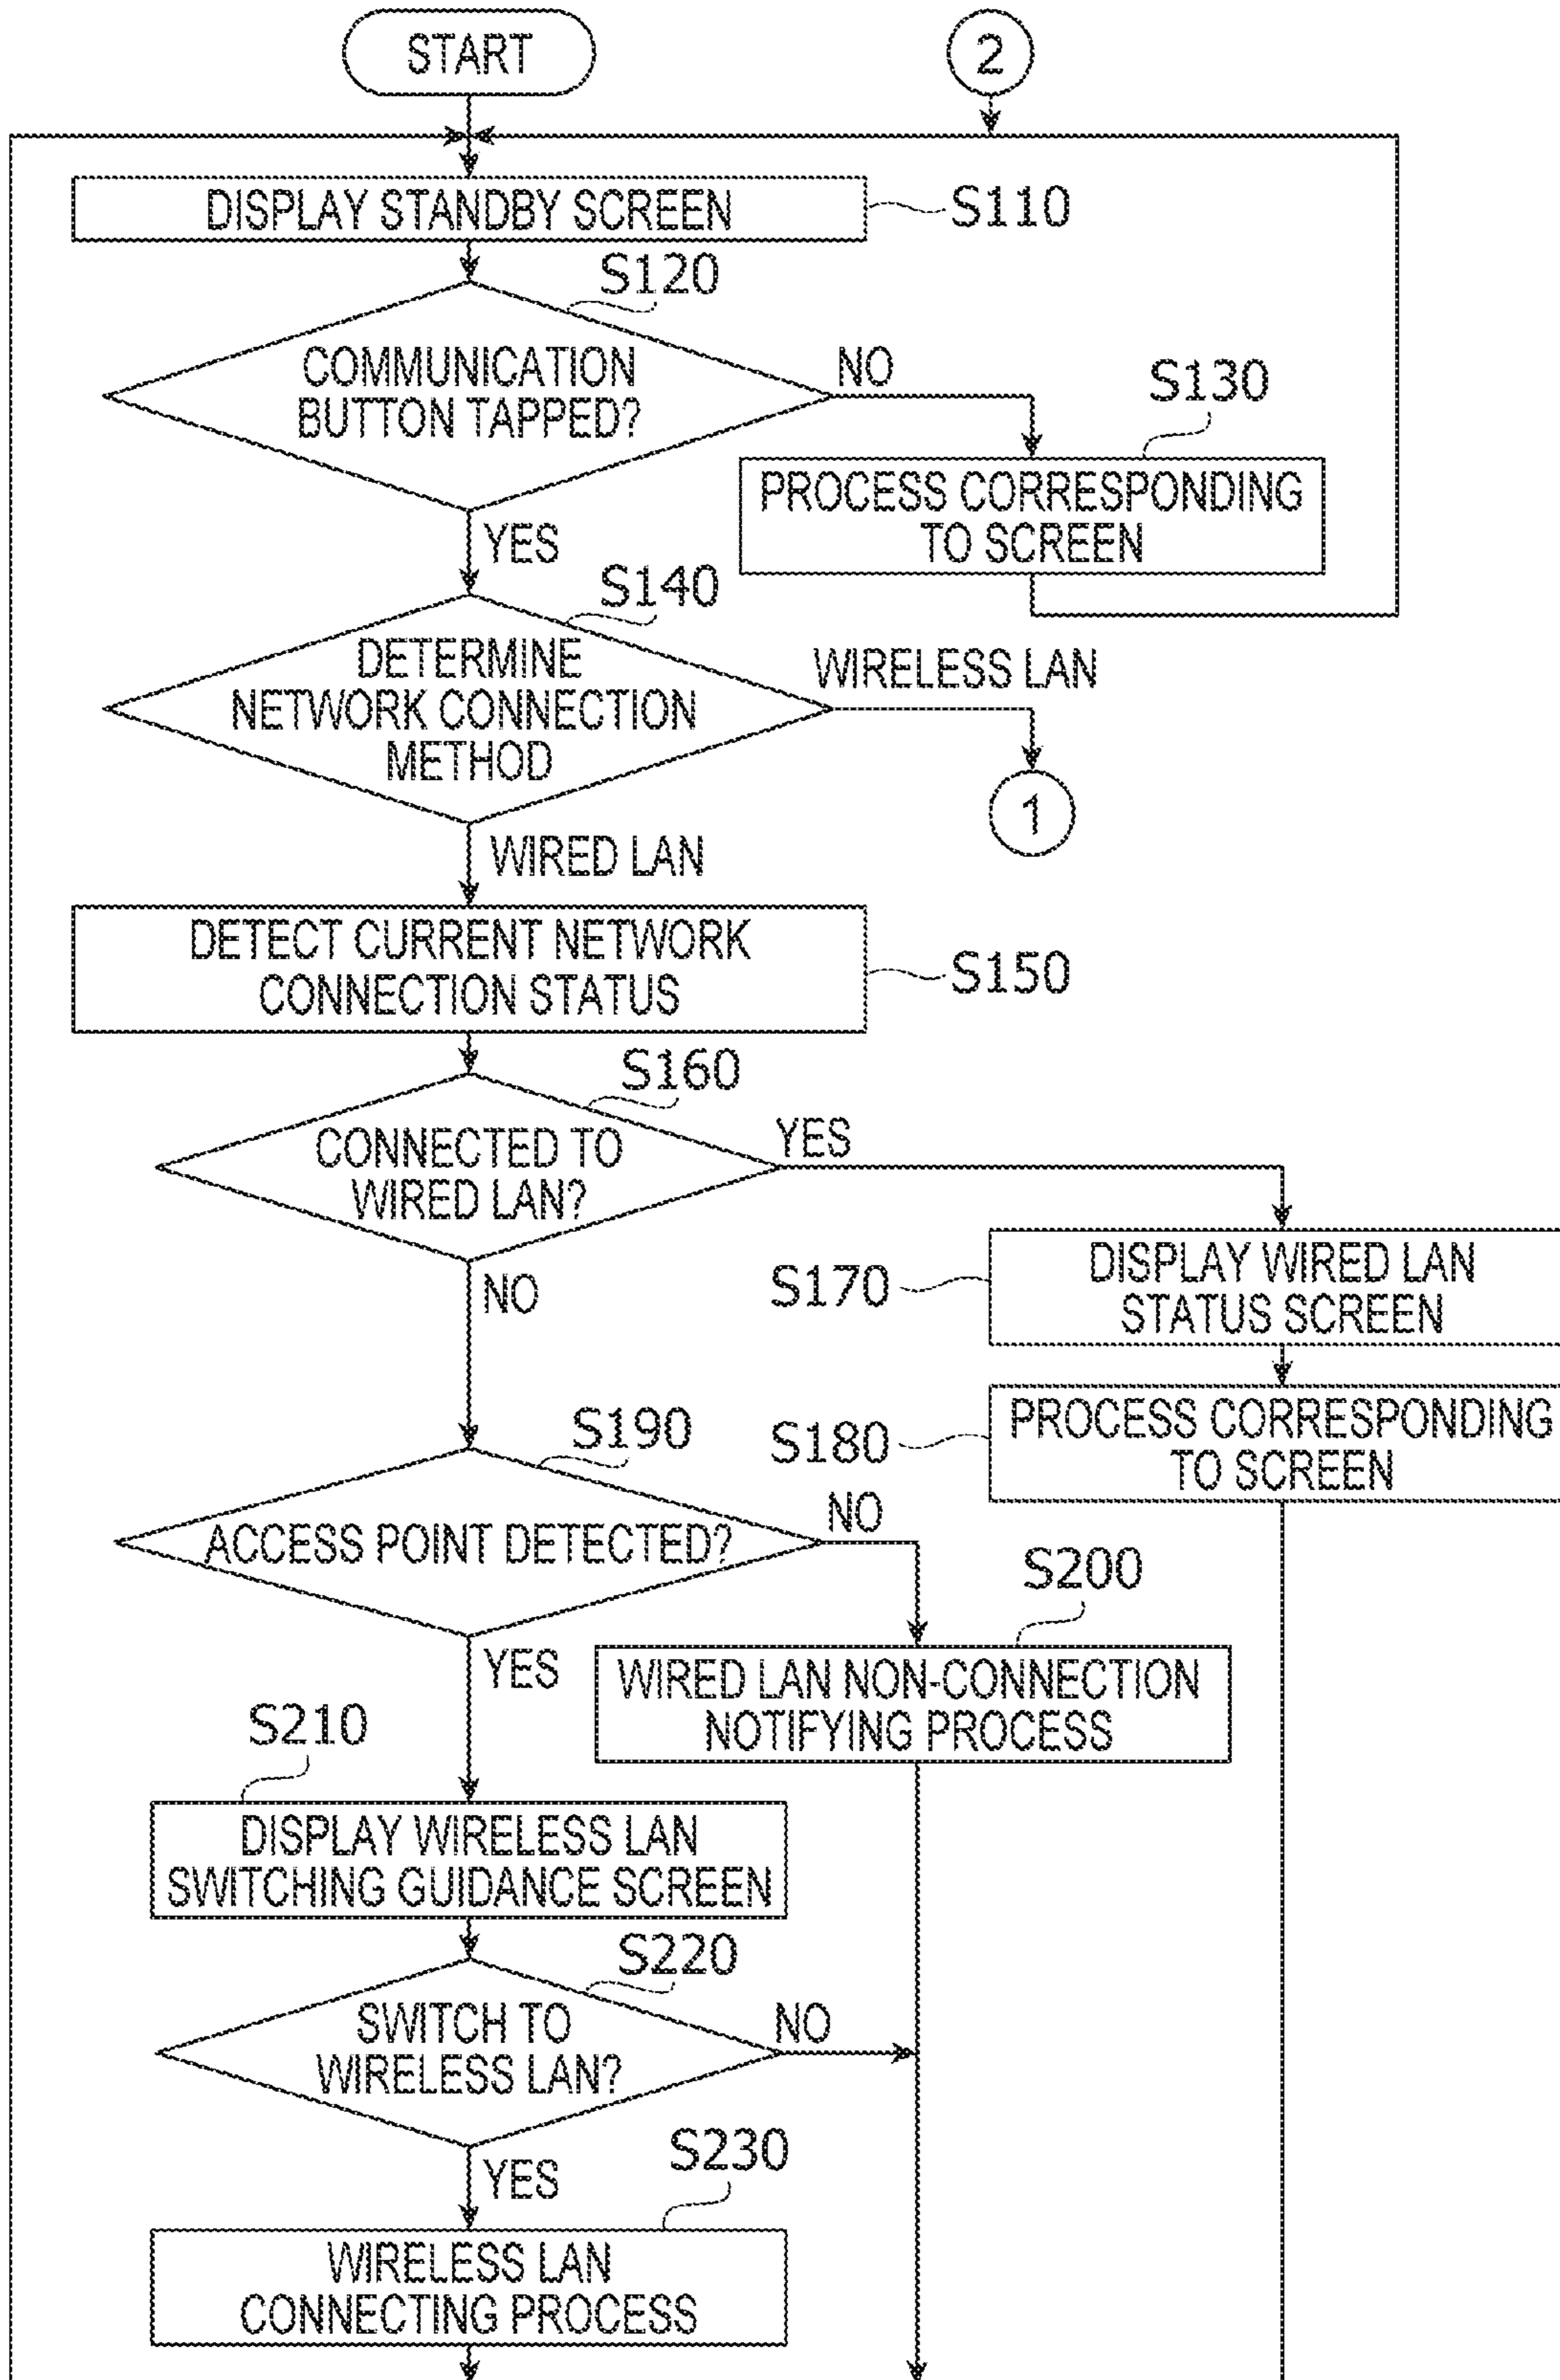 START
2
DISPLAY STANDBY SCREEN
S110
S120
COMMUNICATION
BUTTON TAPPED?
NO
S130
PROCESS CORRESPONDING
TO SCREEN
YES
S140
DETERMINE
NETWORK CONNECTION
METHOD
WIRELESS LAN
1
WIRED LAN
DETECT CURRENT NETWORK
CONNECTION STATUS
S150
S160
CONNECTED TO
WIRED LAN?
YES
NO
S170
DISPLAY WIRED LAN
STATUS SCREEN
S180
PROCESS CORRESPONDING
TO SCREEN
S190
ACCESS POINT DETECTED?
NO
S200
WIRED LAN NON-CONNECTION
NOTIFYING PROCESS
YES
S210
DISPLAY WIRELESS LAN
SWITCHING GUIDANCE SCREEN
S220
SWITCH TO
WIRELESS LAN?
NO
YES
S230
WIRELESS LAN
CONNECTING PROCESS